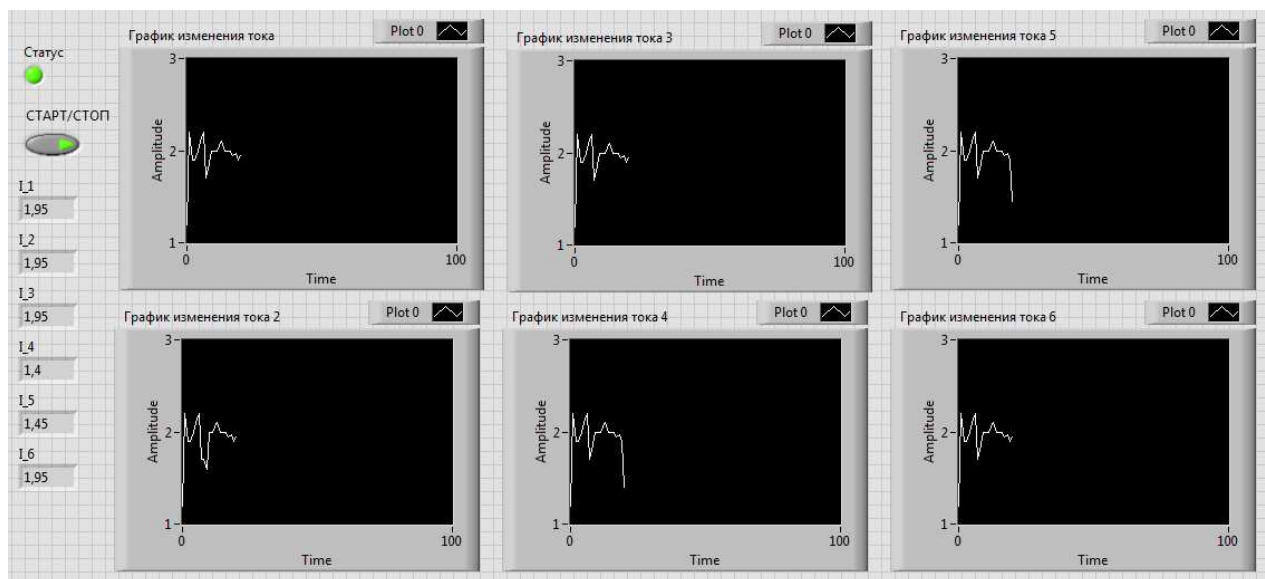 Статус
СТАРТ/СТОП
I_1
1,95
I_2
1,95
I_3
1,95
I_4
1,4
I_5
1,45
I_6
1,95
График изменения тока
Plot 0
3
2
1
Amplitude
0
100
Time
График изменения тока 3
Plot 0
3
2
1
Amplitude
0
100
Time
График изменения тока 5
Plot 0
3
2
1
Amplitude
0
100
Time
График изменения тока 2
Plot 0
3
2
1
Amplitude
0
100
Time
График изменения тока 4
Plot 0
3
2
1
Amplitude
0
100
Time
График изменения тока 6
Plot 0
3
2
1
Amplitude
0
100
Time